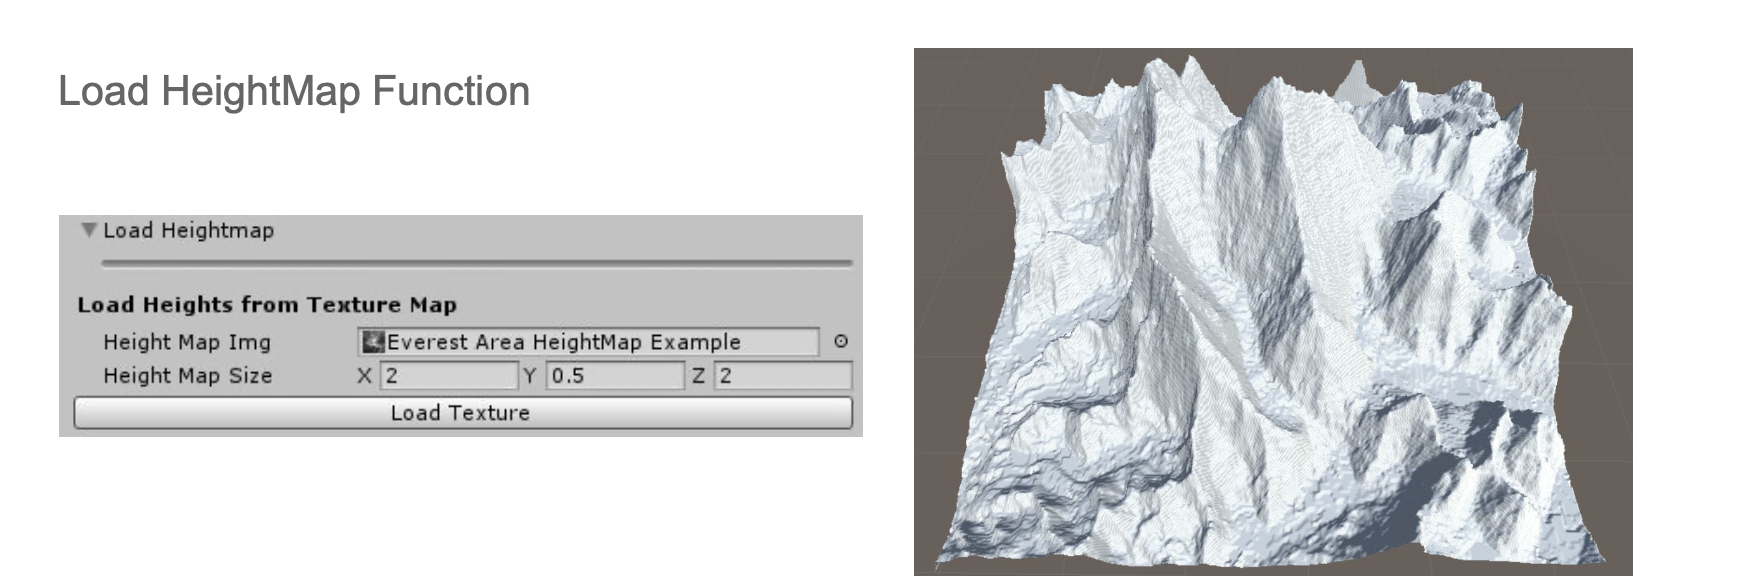 Load HeightMap Function
Load Heightmap
Load Heights from Texture Map
Height Map Img Everest Area HeightMap Example
Height Map Size X 2 Y 0.5 Z 2
Load Texture